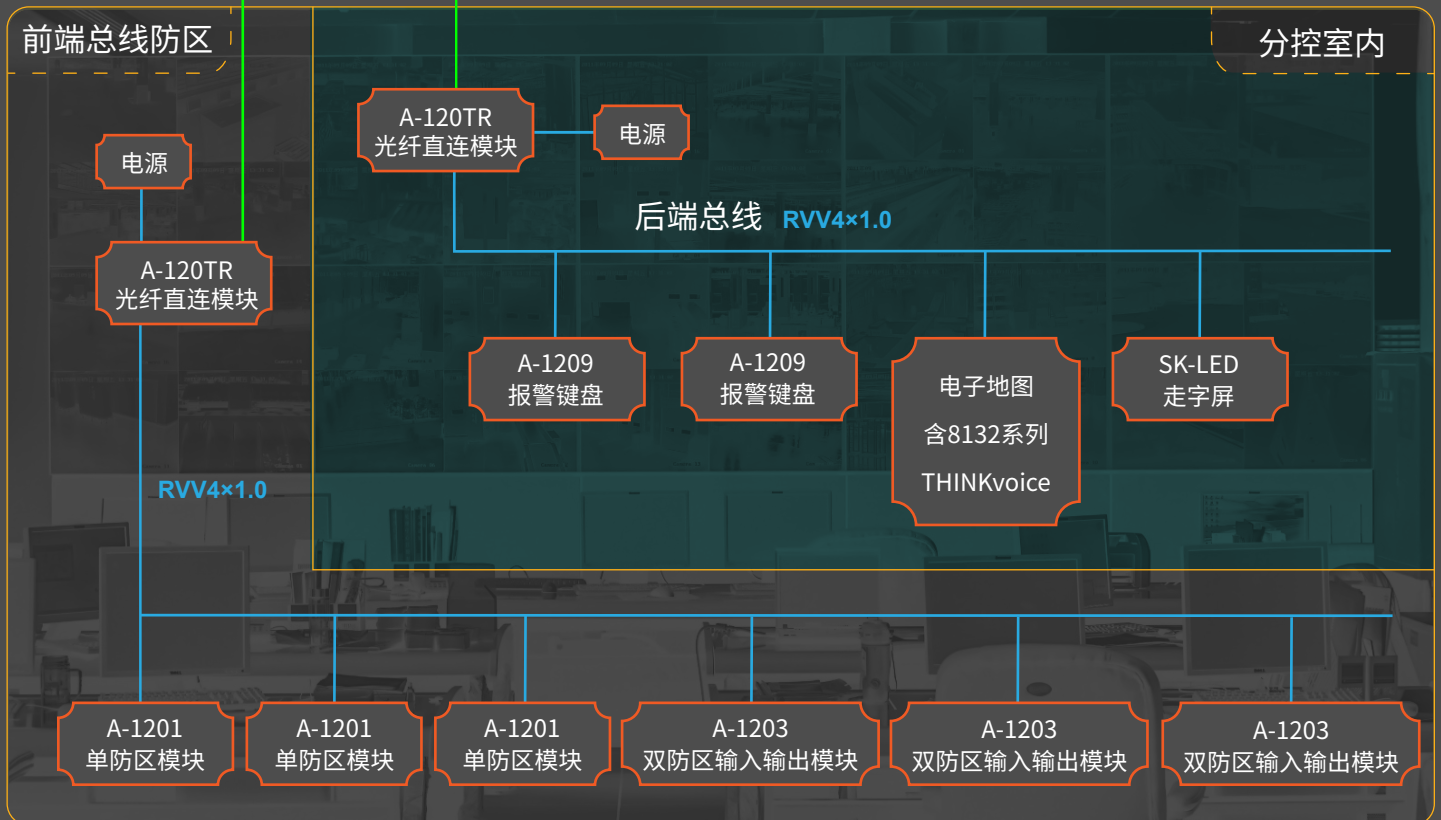 前端总线防区
分控室内
A-120TR
光纤直连模块
电源
电源
后端总线 RVV4×1.0
A-120TR
光纤直连模块
A-1209
报警键盘
A-1209
报警键盘
电子地图
含8132系列
THINKvoice
SK-LED
走字屏
RVV4×1.0
A-1201
单防区模块
A-1201
单防区模块
A-1201
单防区模块
A-1203
双防区输入输出模块
A-1203
双防区输入输出模块
A-1203
双防区输入输出模块